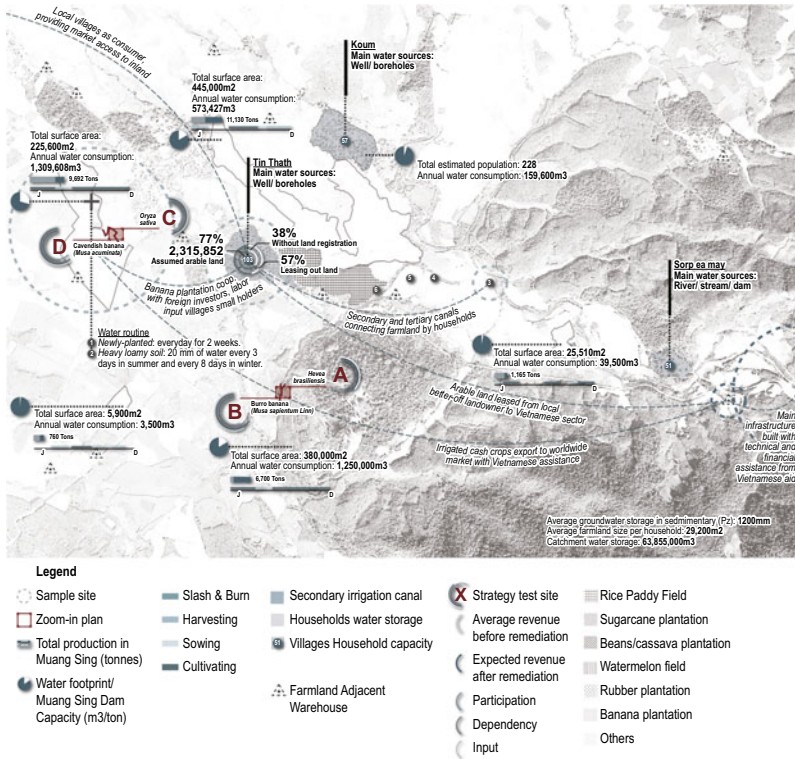 Local villages as consumer,
providing market access to inland
Koum
Main water sources:
Well/ boreholes
Total surface area:
445,000m2
Annual water consumption:
573,427m3
11,130 Tons
J D
57
Total estimated population: 228
Annual water consumption: 159,600m3
Total surface area:
225,600m2
Annual water consumption:
1,309,608m3
9,692 Tons
J D
Tin Thath
Main water sources:
Well/ boreholes
Oryza
sativa
C
D
Cavendish banana
(Musa acuminata)
77%
2,315,852
Assumed arable land
38%
Without land registration
103
57%
Leasing out land
Banana plantation coop.
with foreign investors, labor
input villages small holders
6
5
4
3
Secondary and tertiary canals
connecting farmland by households
Sorp ea may
Main water sources:
River/ stream/ dam
51
Water routine
1 Newly-planted: everyday for 2 weeks.
2 Heavy loamy soil: 20 mm of water every 3
days in summer and every 8 days in winter.
Total surface area: 25,510m2
Annual water consumption: 39,500m3
1,165 Tons
J D
Hevea
brasiliensis
A
B
Burro banana
(Musa sapientum Linn)
Arable land leased from local
better-off landowner to Vietnamese sector
Total surface area: 5,900m2
Annual water consumption: 3,500m3
760 Tons
J D
Total surface area: 380,000m2
Annual water consumption: 1,250,000m3
6,700 Tons
J D
Irrigated cash crops export to worldwide
market with Vietnamese assistance
Main
infrastructure
built with
technical and
financial
assistance from
Vietnamese aid
Average groundwater storage in sedmimentary (Pz): 1200mm
Average farmland size per household: 29,200m2
Catchment water storage: 63,855,000m3
Legend
Sample site
Zoom-in plan
Total production in
Muang Sing (tonnes)
Water footprint/
Muang Sing Dam
Capacity (m3/ton)
Slash & Burn
Harvesting
Sowing
Cultivating
Secondary irrigation canal
Households water storage
51 Villages Household capacity
Farmland Adjacent
Warehouse
X Strategy test site
Average revenue
before remediation
Expected revenue
after remediation
Participation
Dependency
Input
Rice Paddy Field
Sugarcane plantation
Beans/cassava plantation
Watermelon field
Rubber plantation
Banana plantation
Others